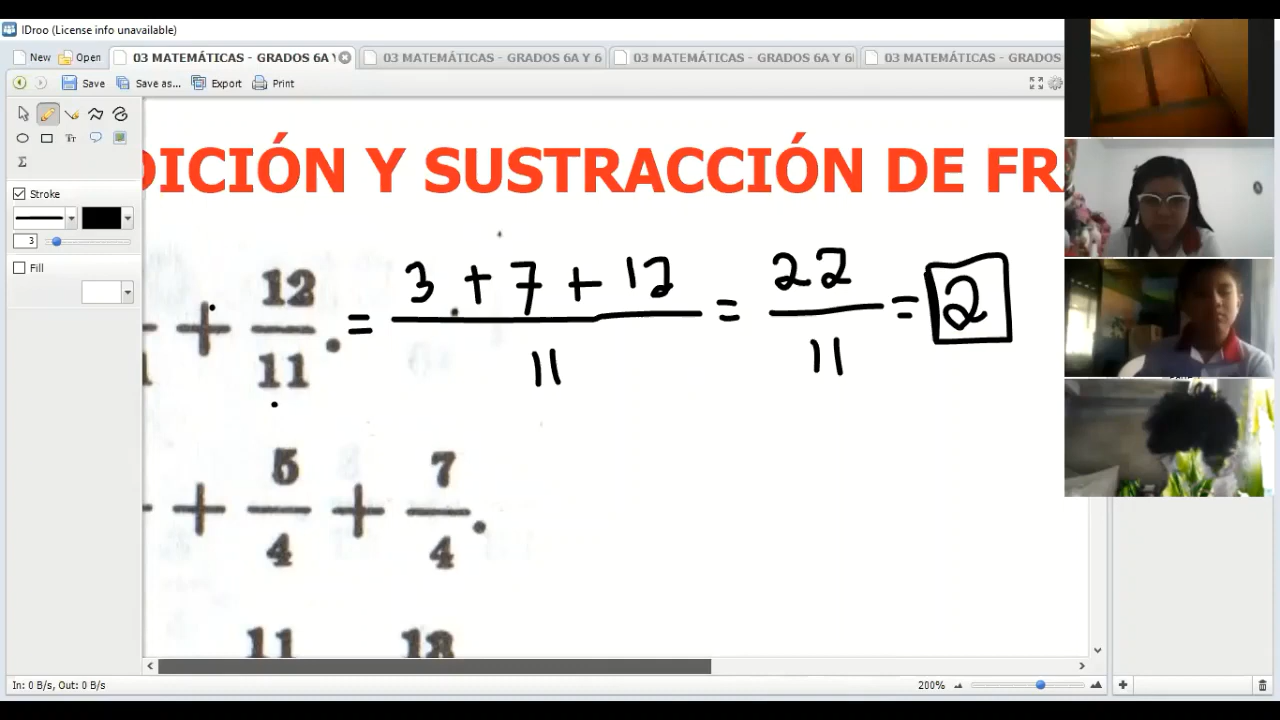 IDroo (License info unavailable)
New Open 03 MATEMÁTICAS - GRADOS 6A Y 03 MATEMÁTICAS - GRADOS 6A Y 6 03 MATEMÁTICAS - GRADOS 6A Y 6 03 MATEMÁTICAS - GRADOS
Save Save as... Export Print
DICIÓN Y SUSTRACCIÓN DE FR
Stroke
3
Fill
+ 12/11. = 3 + 7 + 12 / 11 = 22/11 = 2
+ 5/4 + 7/4.
11 18
In: 0 B/s, Out: 0 B/s 200%